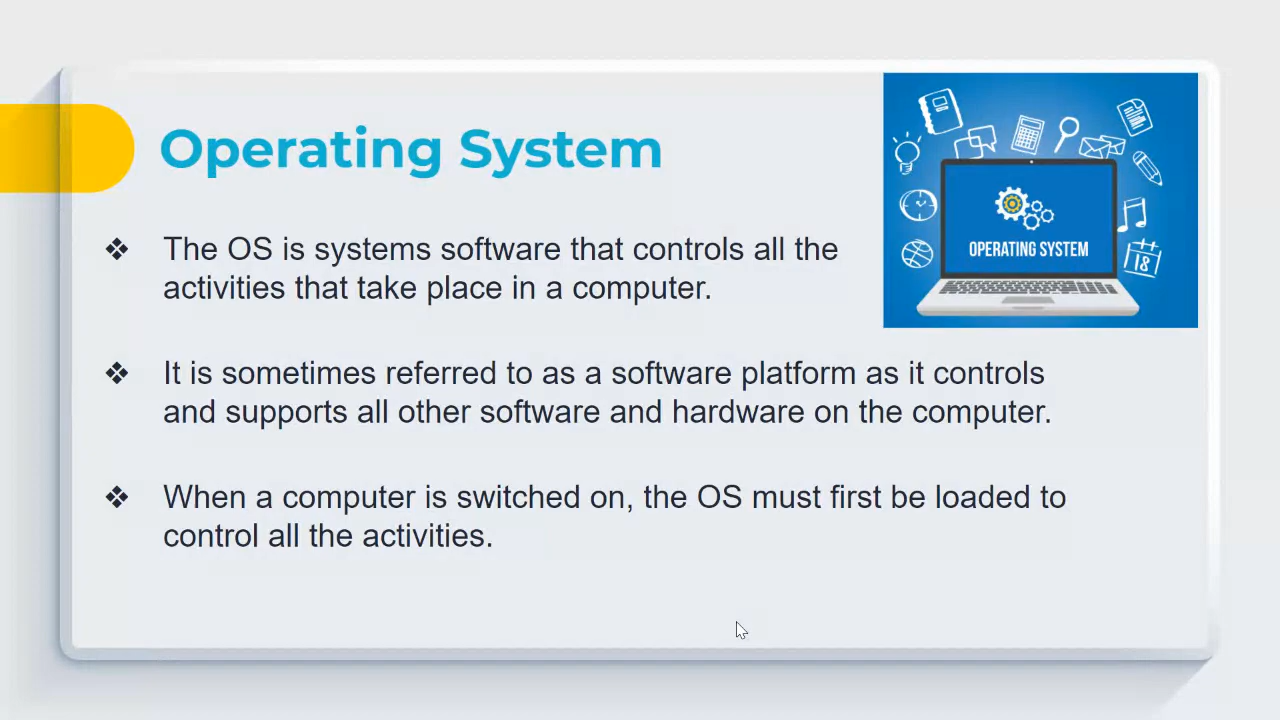 Operating System
❖ The OS is systems software that controls all the
activities that take place in a computer.
❖ It is sometimes referred to as a software platform as it controls
and supports all other software and hardware on the computer.
❖ When a computer is switched on, the OS must first be loaded to
control all the activities.
OPERATING SYSTEM
18